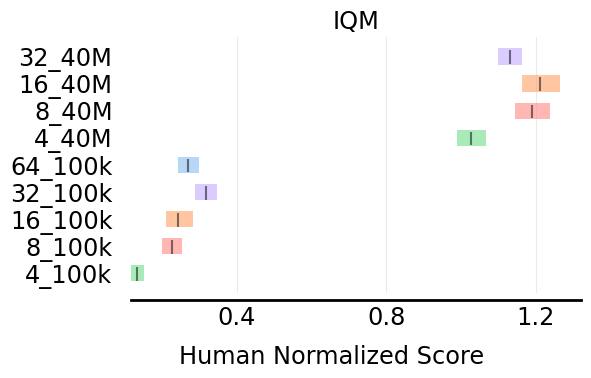 IQM
32_40M
16_40M
8_40M
4_40M
64_100k
32_100k
16_100k
8_100k
4_100k
0.4 0.8 1.2
Human Normalized Score